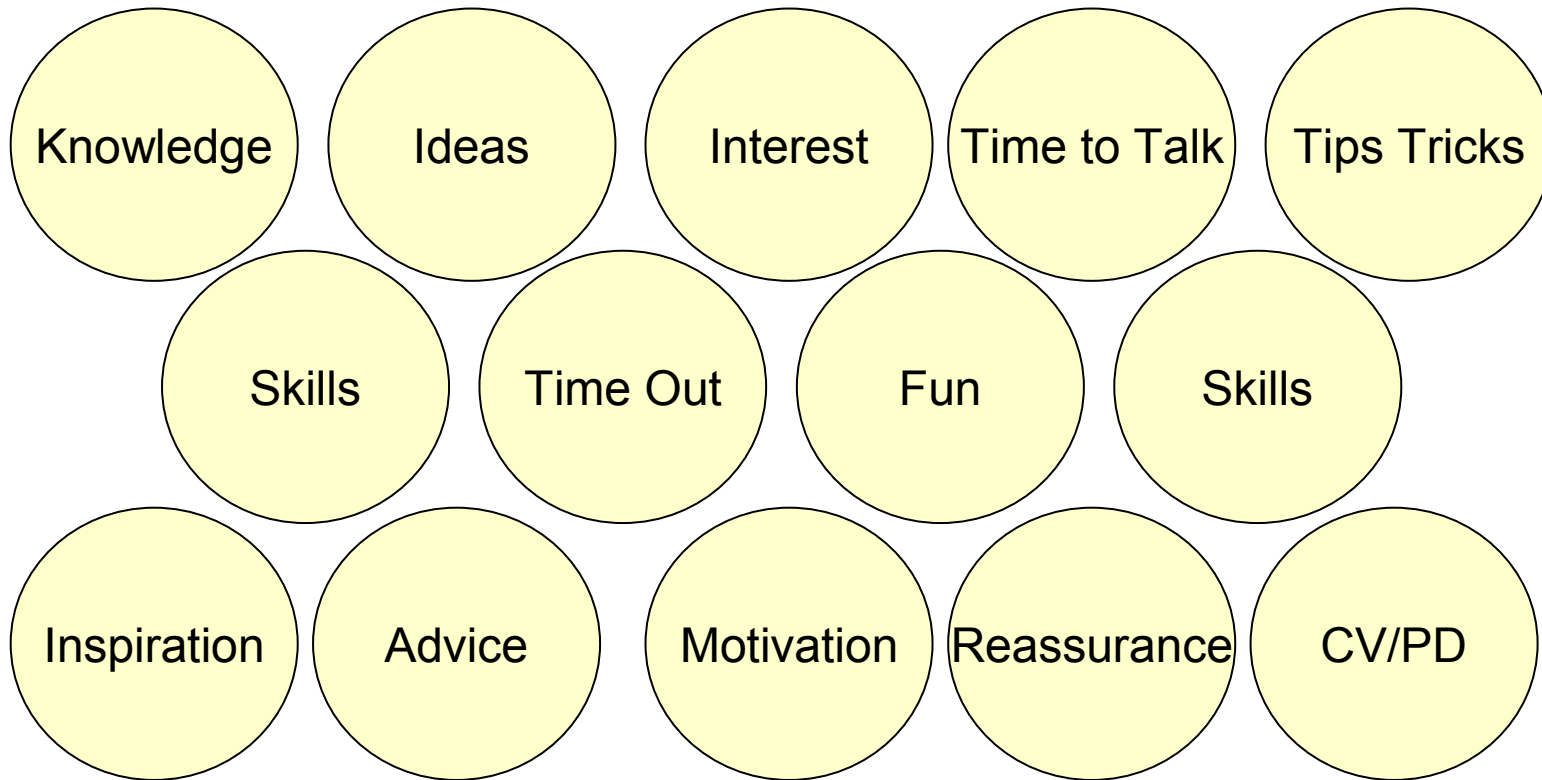 Knowledge
Ideas
Interest
Time to Talk
Tips Tricks
Skills
Time Out
Fun
Skills
Inspiration
Advice
Motivation
Reassurance
CV/PD